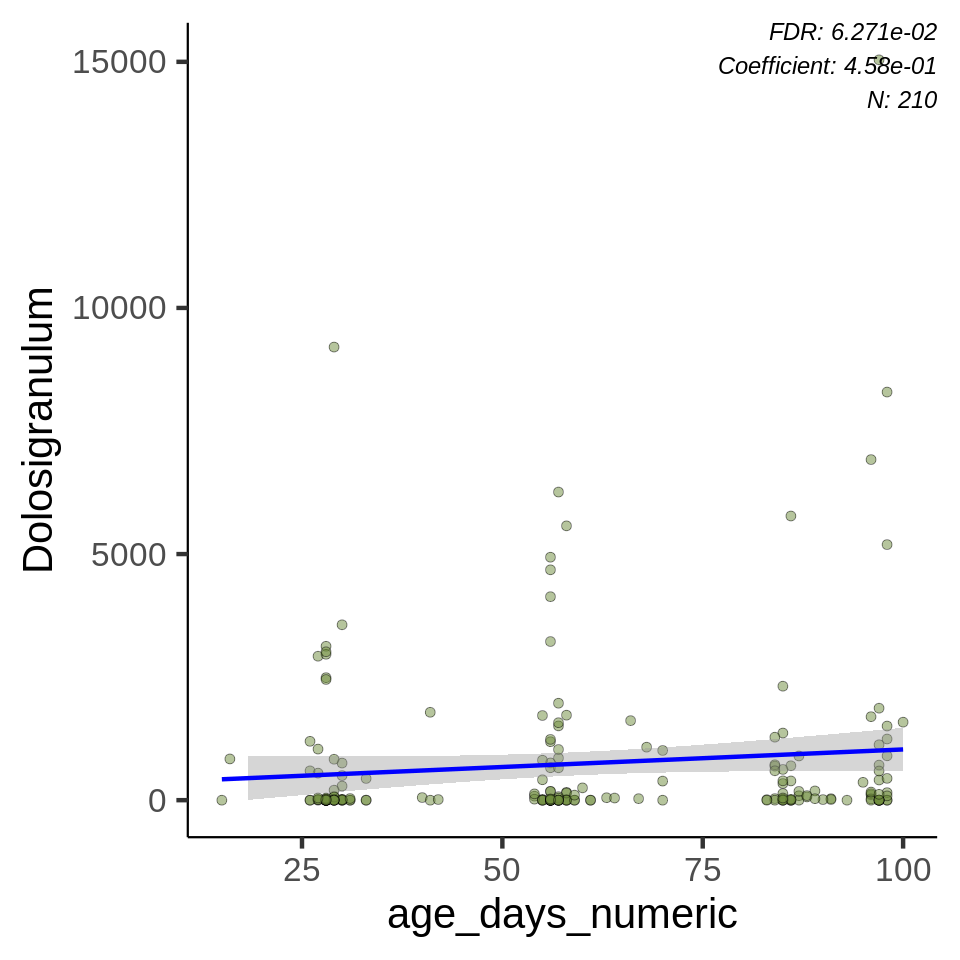 FDR: 6.271e-02
Coefficient: 4.58e-01
N: 210
15000
10000
5000
0
Dolosigranulum
25 50 75 100
age_days_numeric